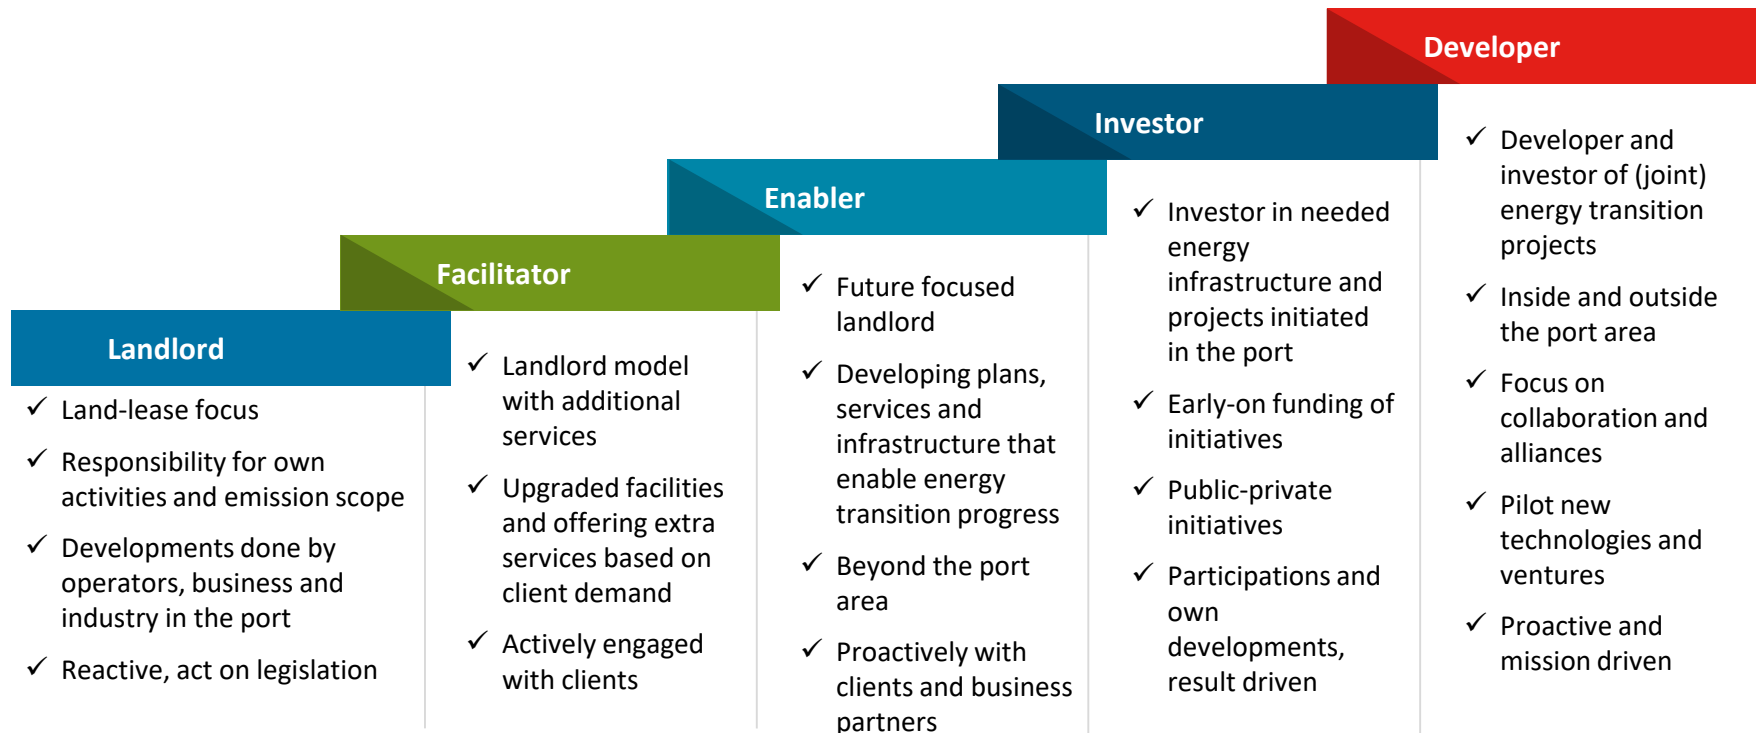 Landlord
✓ Land-lease focus
✓ Responsibility for own
activities and emission scope
✓ Developments done by
operators, business and
industry in the port
✓ Reactive, act on legislation
Facilitator
✓ Landlord model
with additional
services
✓ Upgraded facilities
and offering extra
services based on
client demand
✓ Actively engaged
with clients
Enabler
✓ Future focused
landlord
✓ Developing plans,
services and
infrastructure that
enable energy
transition progress
✓ Beyond the port
area
✓ Proactively with
clients and business
partners
Investor
✓ Investor in needed
energy
infrastructure and
projects initiated
in the port
✓ Early-on funding of
initiatives
✓ Public-private
initiatives
✓ Participations and
own
developments,
result driven
Developer
✓ Developer and
investor of (joint)
energy transition
projects
✓ Inside and outside
the port area
✓ Focus on
collaboration and
alliances
✓ Pilot new
technologies and
ventures
✓ Proactive and
mission driven